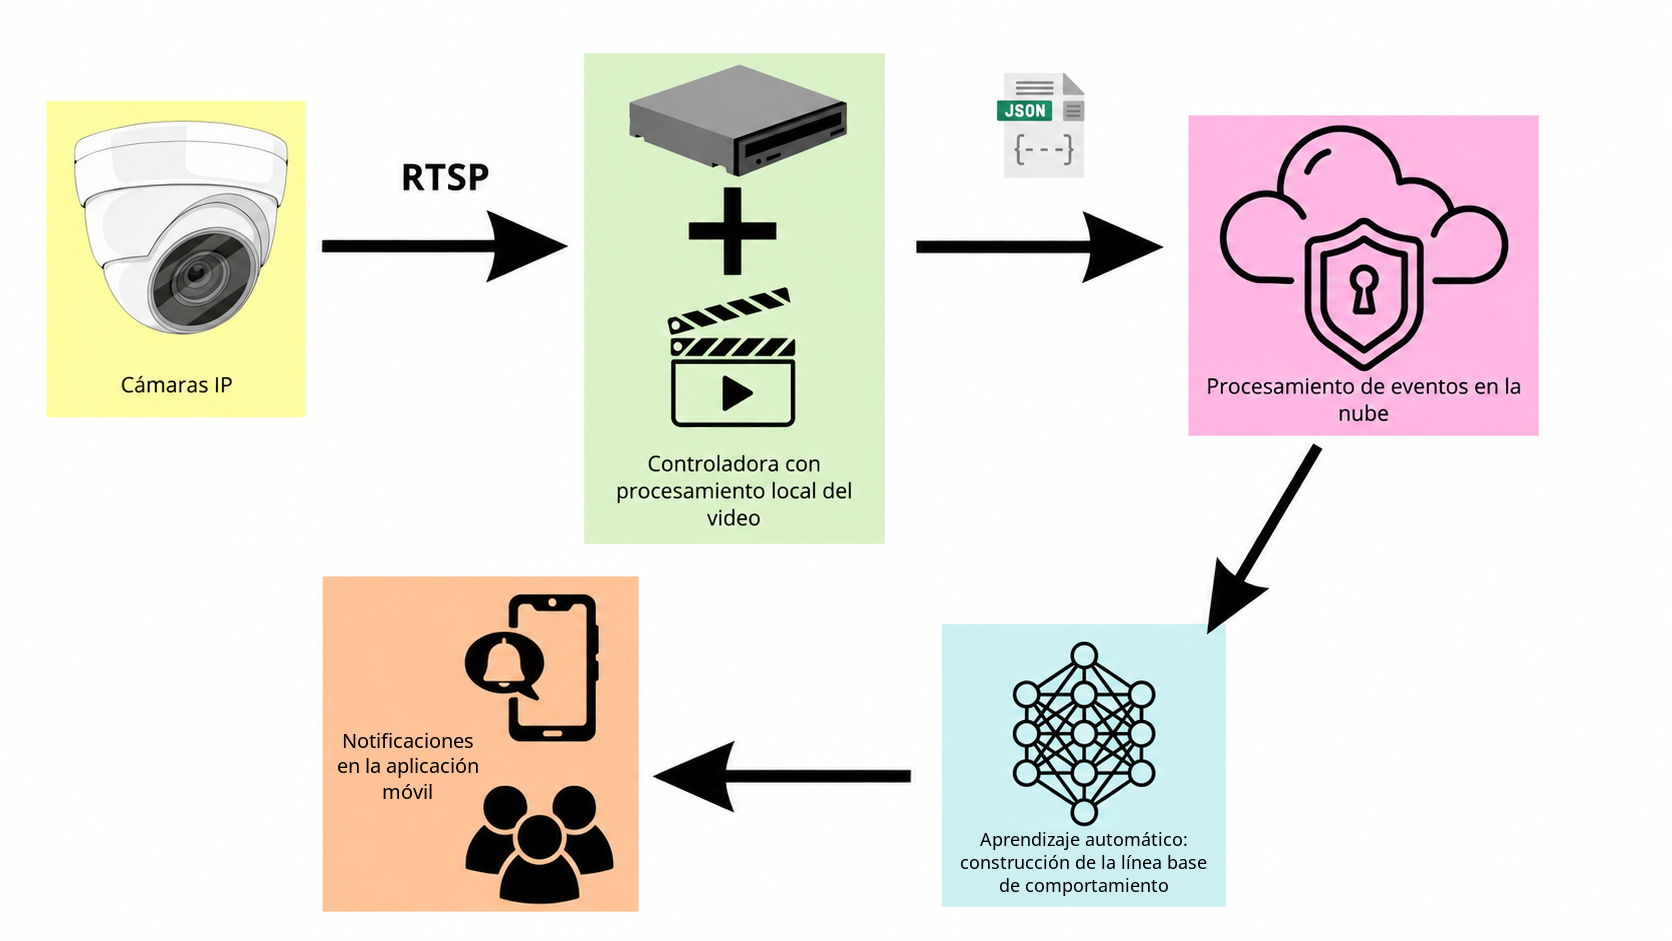 Cámaras IP
RTSP
Controladora con
procesamiento local del
video
JSON
{---}
Procesamiento de eventos en la
nube
Aprendizaje automático:
construcción de la línea base
de comportamiento
Notificaciones
en la aplicación
móvil